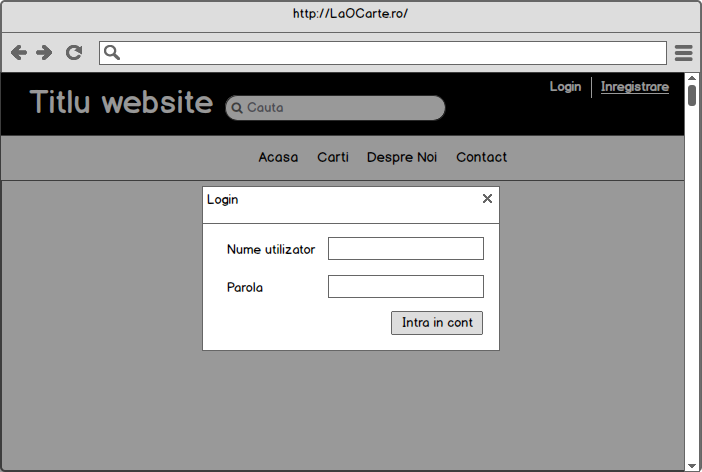 http://LaOCarte.ro/
Login Inregistrare
Titlu website Cauta
Acasa Carti Despre Noi Contact
Login
Nume utilizator
Parola
Intra in cont